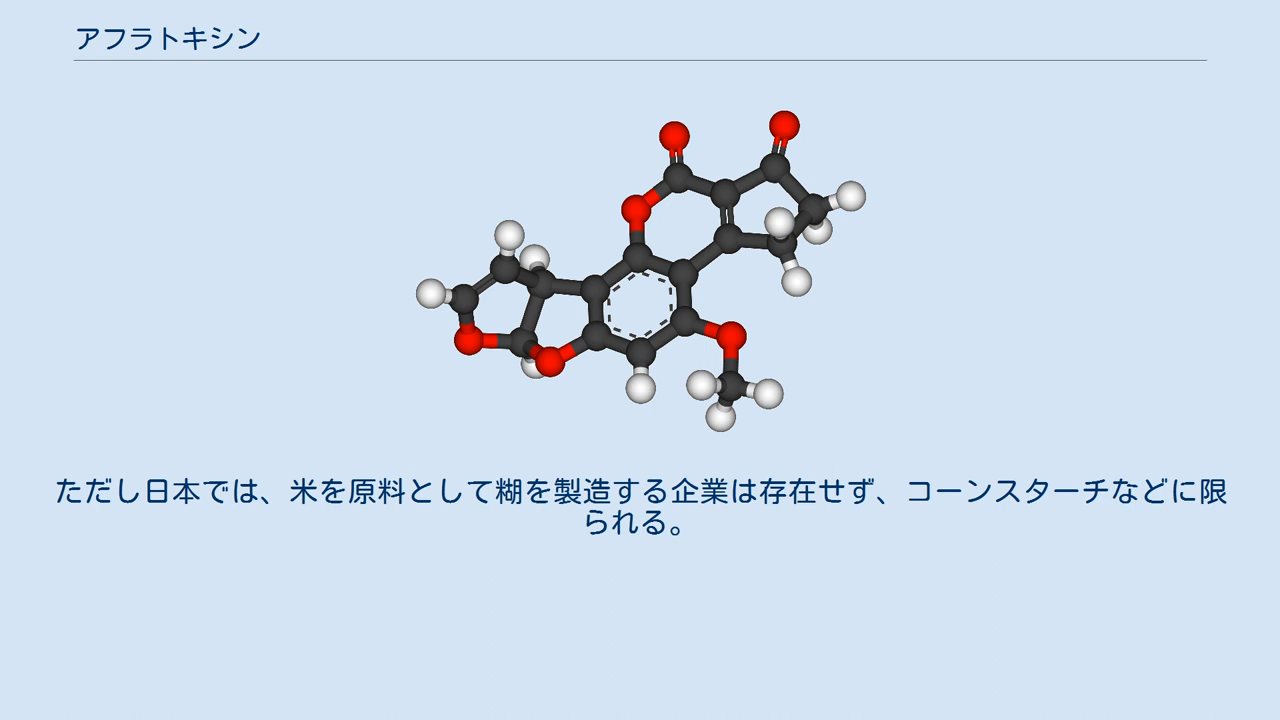 アフラトキシン
ただし日本では、米を原料として糊を製造する企業は存在せず、コーンスターチなどに限
られる。